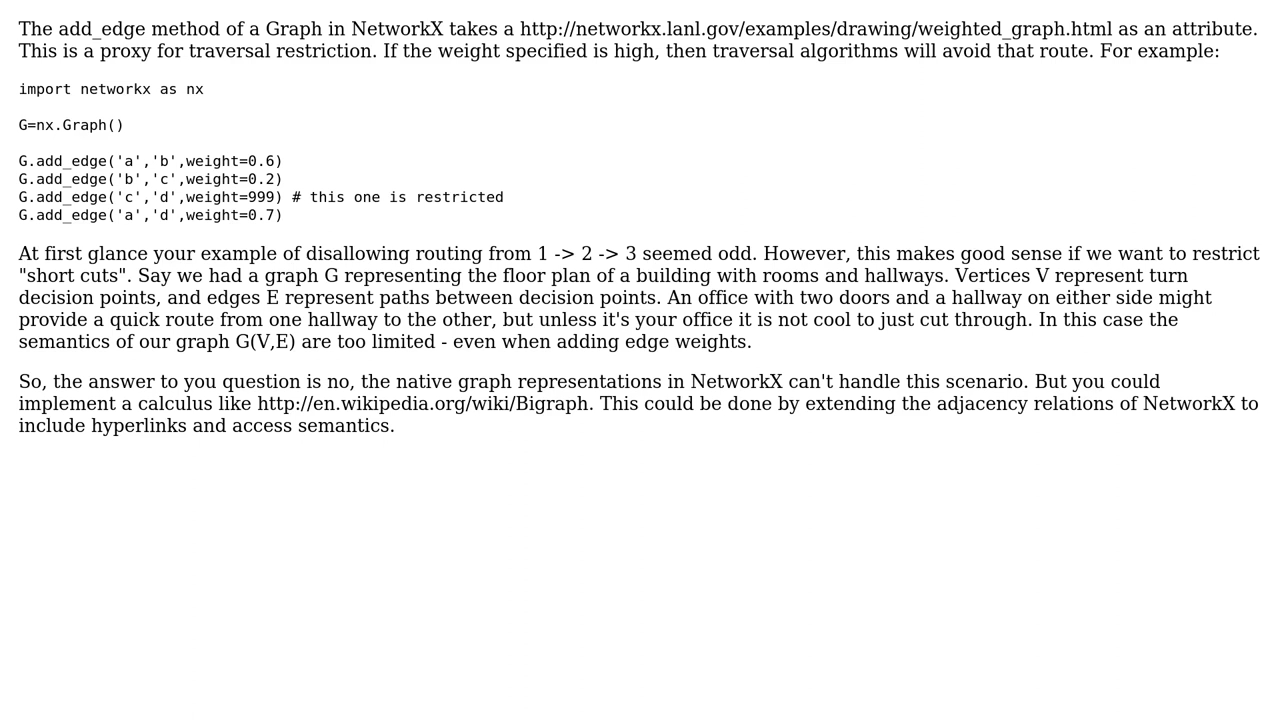 The add_edge method of a Graph in NetworkX takes a http://networkx.lanl.gov/examples/drawing/weighted_graph.html as an attribute.
This is a proxy for traversal restriction. If the weight specified is high, then traversal algorithms will avoid that route. For example:
import networkx as nx
G=nx.Graph()
G.add_edge('a','b',weight=0.6)
G.add_edge('b','c',weight=0.2)
G.add_edge('c','d',weight=999) # this one is restricted
G.add_edge('a','d',weight=0.7)
At first glance your example of disallowing routing from 1 -> 2 -> 3 seemed odd. However, this makes good sense if we want to restrict
"short cuts". Say we had a graph G representing the floor plan of a building with rooms and hallways. Vertices V represent turn
decision points, and edges E represent paths between decision points. An office with two doors and a hallway on either side might
provide a quick route from one hallway to the other, but unless it's your office it is not cool to just cut through. In this case the
semantics of our graph G(V,E) are too limited - even when adding edge weights.
So, the answer to you question is no, the native graph representations in NetworkX can't handle this scenario. But you could
implement a calculus like http://en.wikipedia.org/wiki/Bigraph. This could be done by extending the adjacency relations of NetworkX to
include hyperlinks and access semantics.